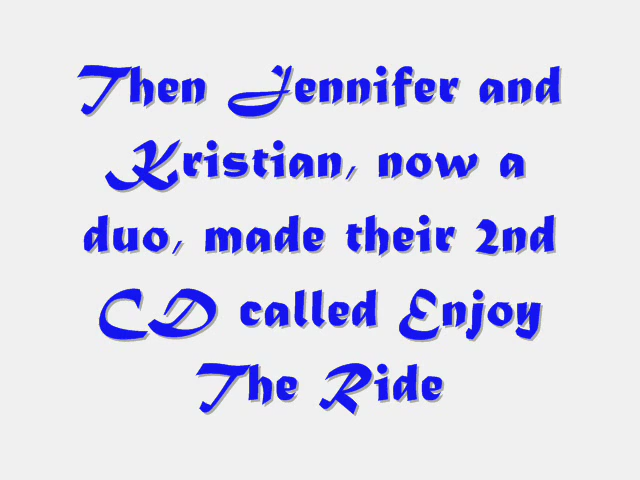 Then Jennifer and
Kristian, now a
duo, made their 2nd
CD called Enjoy
The Ride